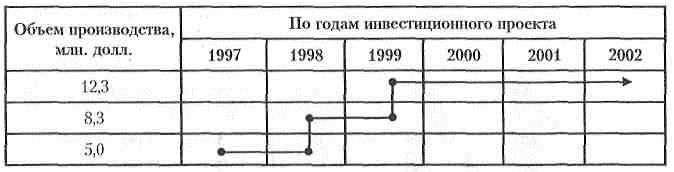 Объем производства,
млн. долл.
По годам инвестиционного проекта
1997 1998 1999 2000 2001 2002
12,3
8,3
5,0